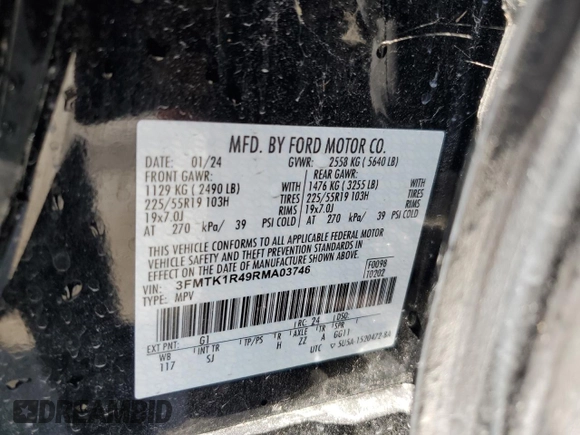 MFD. BY FORD MOTOR CO.
DATE: 01/24 GVWR: 2558 KG ( 5640 LB)
FRONT GAWR: REAR GAWR:
1129 KG ( 2490 LB) WITH 1476 KG ( 3255 LB) WITH
225/55R19 103H TIRES 225/55R19 103H TIRES
19x7.0J RIMS 19x7.0J RIMS
AT 270 kPa/ 39 PSI COLD AT 270 kPa/ 39 PSI COLD
THIS VEHICLE CONFORMS TO ALL APPLICABLE FEDERAL MOTOR
VEHICLE SAFETY AND THEFT PREVENTION STANDARDS IN
EFFECT ON THE DATE OF MANUFACTURE SHOWN ABOVE.
VIN: 3FMTK1R49RMA03746 F0098
TYPE: MPV T0202
EXT PNT: G1 RC: 24 DSO:
WB INT TR TP/PS R AXLE TR SPR
117 SJ H ZZ A GG11
UTC
DREAMBID